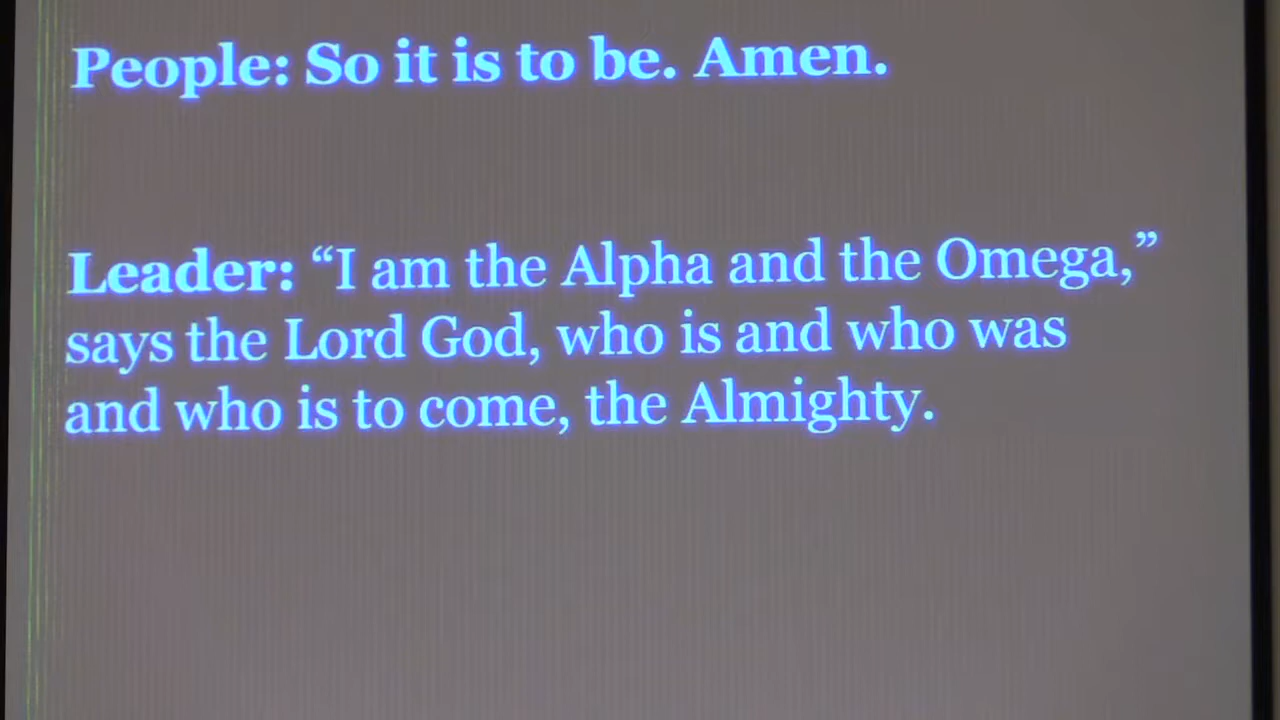 People: So it is to be. Amen.
Leader: “I am the Alpha and the Omega,”
says the Lord God, who is and who was
and who is to come, the Almighty.